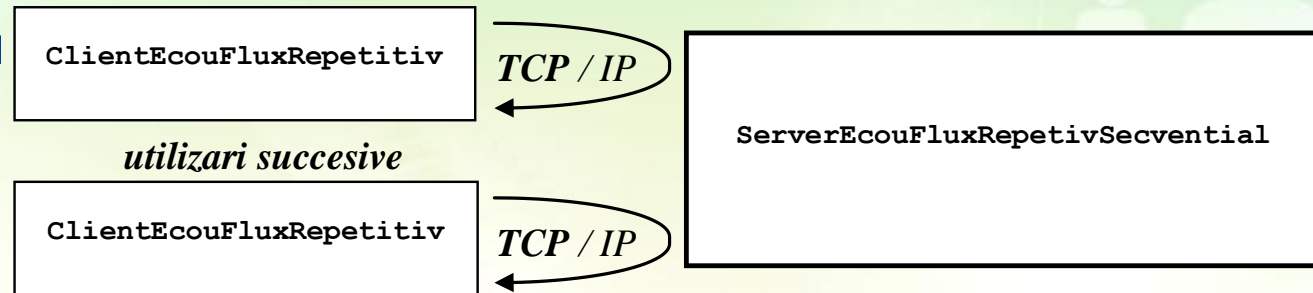 ClientEcouFluxRepetitiv
TCP / IP
utilizari succesive
ClientEcouFluxRepetitiv
TCP / IP
ServerEcouFluxRepetivSecvential